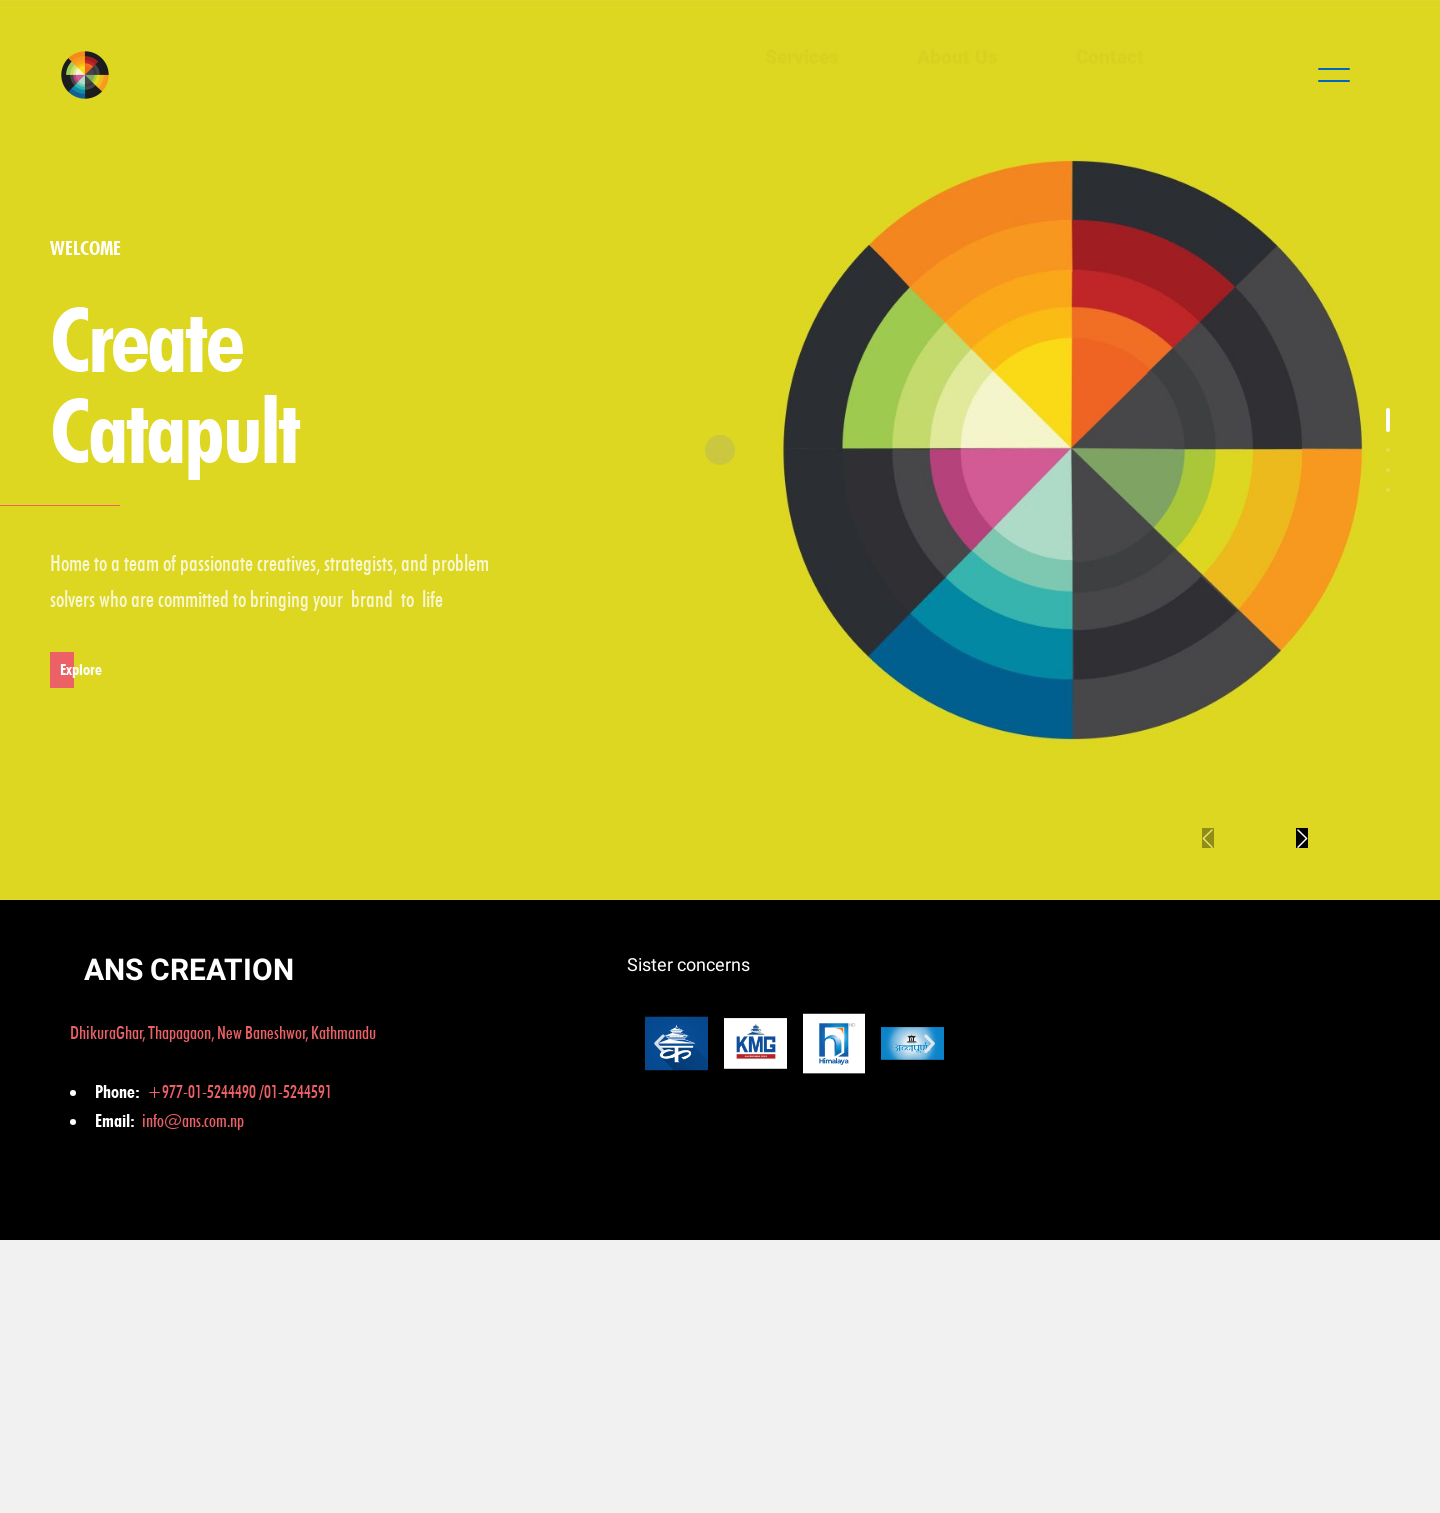 Services About Us Contact
WELCOME
Create
Catapult
Home to a team of passionate creatives, strategists, and problem
solvers who are committed to bringing your brand to life
Explore
ANS CREATION
Sister concerns
DhikuraGhar, Thapagaon, New Baneshwor, Kathmandu
क
KMG
Himalaya
Phone: +977-01-5244490 /01-5244591
Email: info@ans.com.np